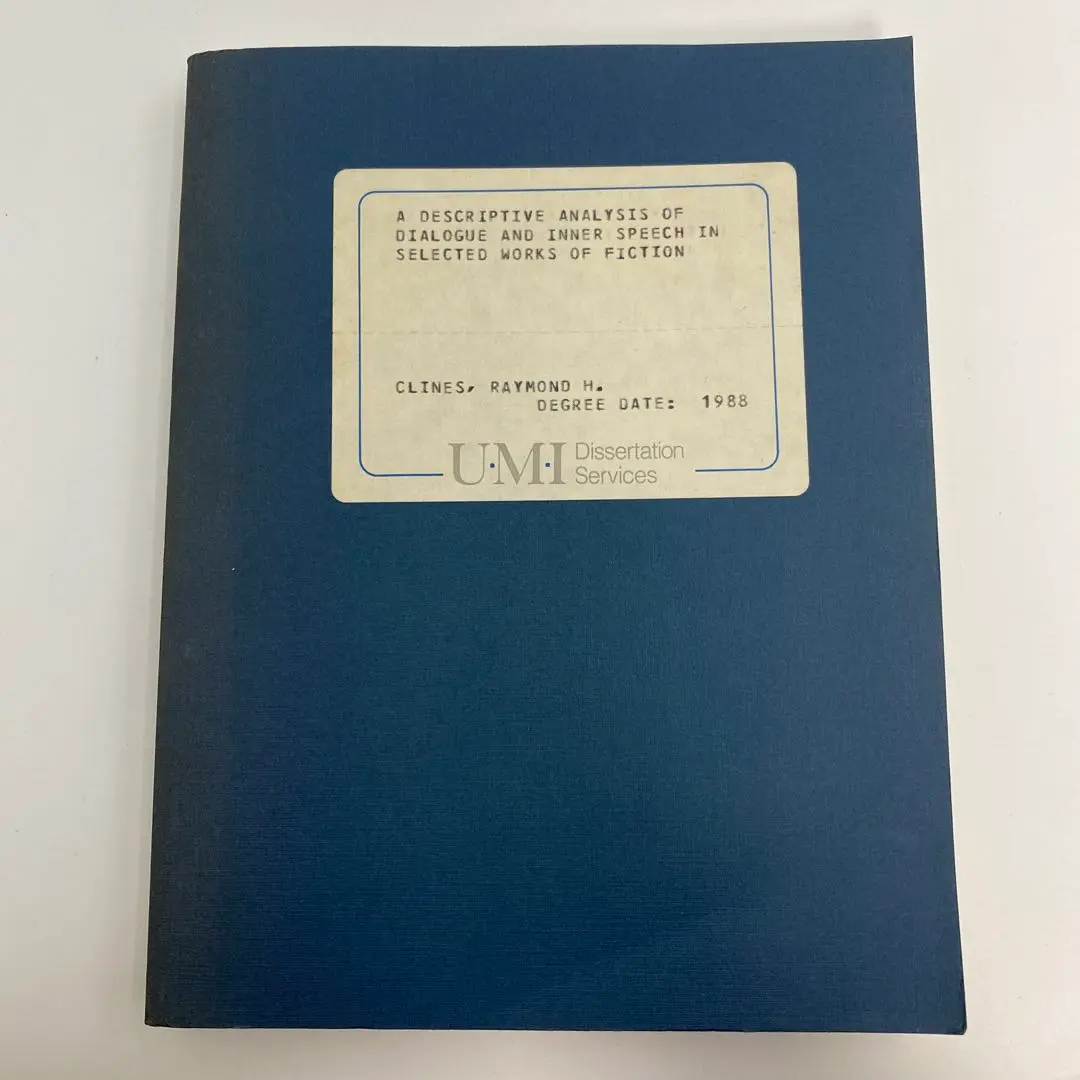 A DESCRIPTIVE ANALYSIS OF
DIALOGUE AND INNER SPEECH IN
SELECTED WORKS OF FICTION
CLINES, RAYMOND H.
DEGREE DATE: 1988
U·M·I Dissertation
Services